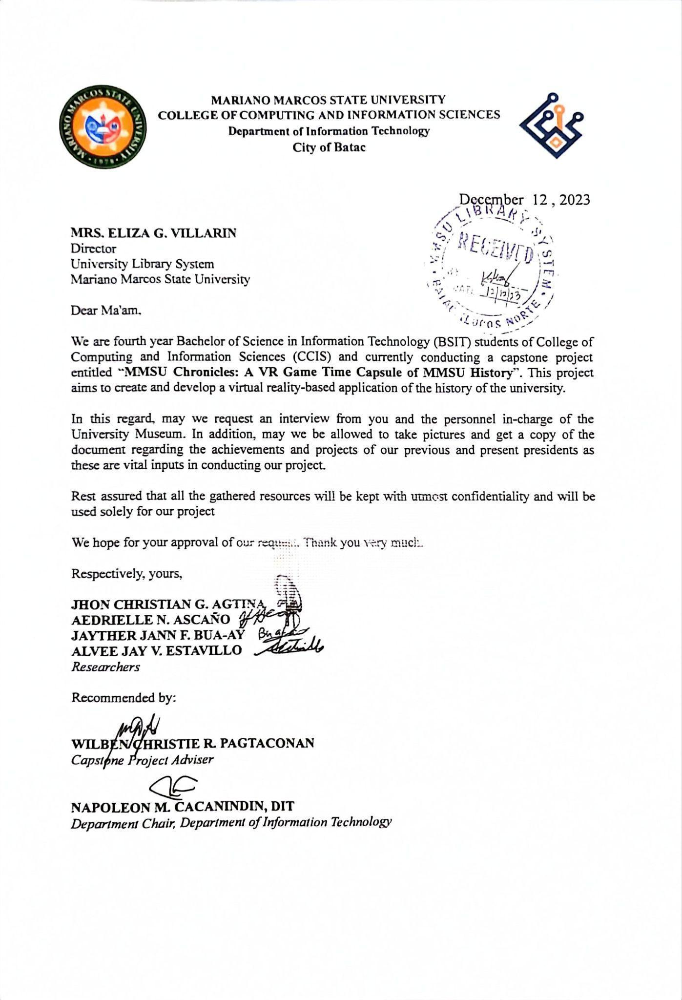 MARIANO MARCOS STATE UNIVERSITY
MARIANO MARCOS STATE UNIVERSITY
COLLEGE OF COMPUTING AND INFORMATION SCIENCES
Department of Information Technology
City of Batac
· 1978 ·
December 12 , 2023
MMSU LIBRARY SYSTEM
RECEIVED
BY
DATE
BATAC ILOCOS NORTE
MRS. ELIZA G. VILLARIN
Director
University Library System
Mariano Marcos State University
Dear Ma'am.
We are fourth year Bachelor of Science in Information Technology (BSIT) students of College of
Computing and Information Sciences (CCIS) and currently conducting a capstone project
entitled “MMSU Chronicles: A VR Game Time Capsule of MMSU History”. This project
aims to create and develop a virtual reality-based application of the history of the university.
In this regard, may we request an interview from you and the personnel in-charge of the
University Museum. In addition, may we be allowed to take pictures and get a copy of the
document regarding the achievements and projects of our previous and present presidents as
these are vital inputs in conducting our project.
Rest assured that all the gathered resources will be kept with utmost confidentiality and will be
used solely for our project
We hope for your approval of our request. Thank you very much.
Respectively, yours,
JHON CHRISTIAN G. AGTINA
AEDRIELLE N. ASCAÑO
JAYTHER JANN F. BUA-AY
ALVEE JAY V. ESTAVILLO
Researchers
Recommended by:
WILBEN CHRISTIE R. PAGTACONAN
Capstone Project Adviser
NAPOLEON M. CACANINDIN, DIT
Department Chair, Department of Information Technology